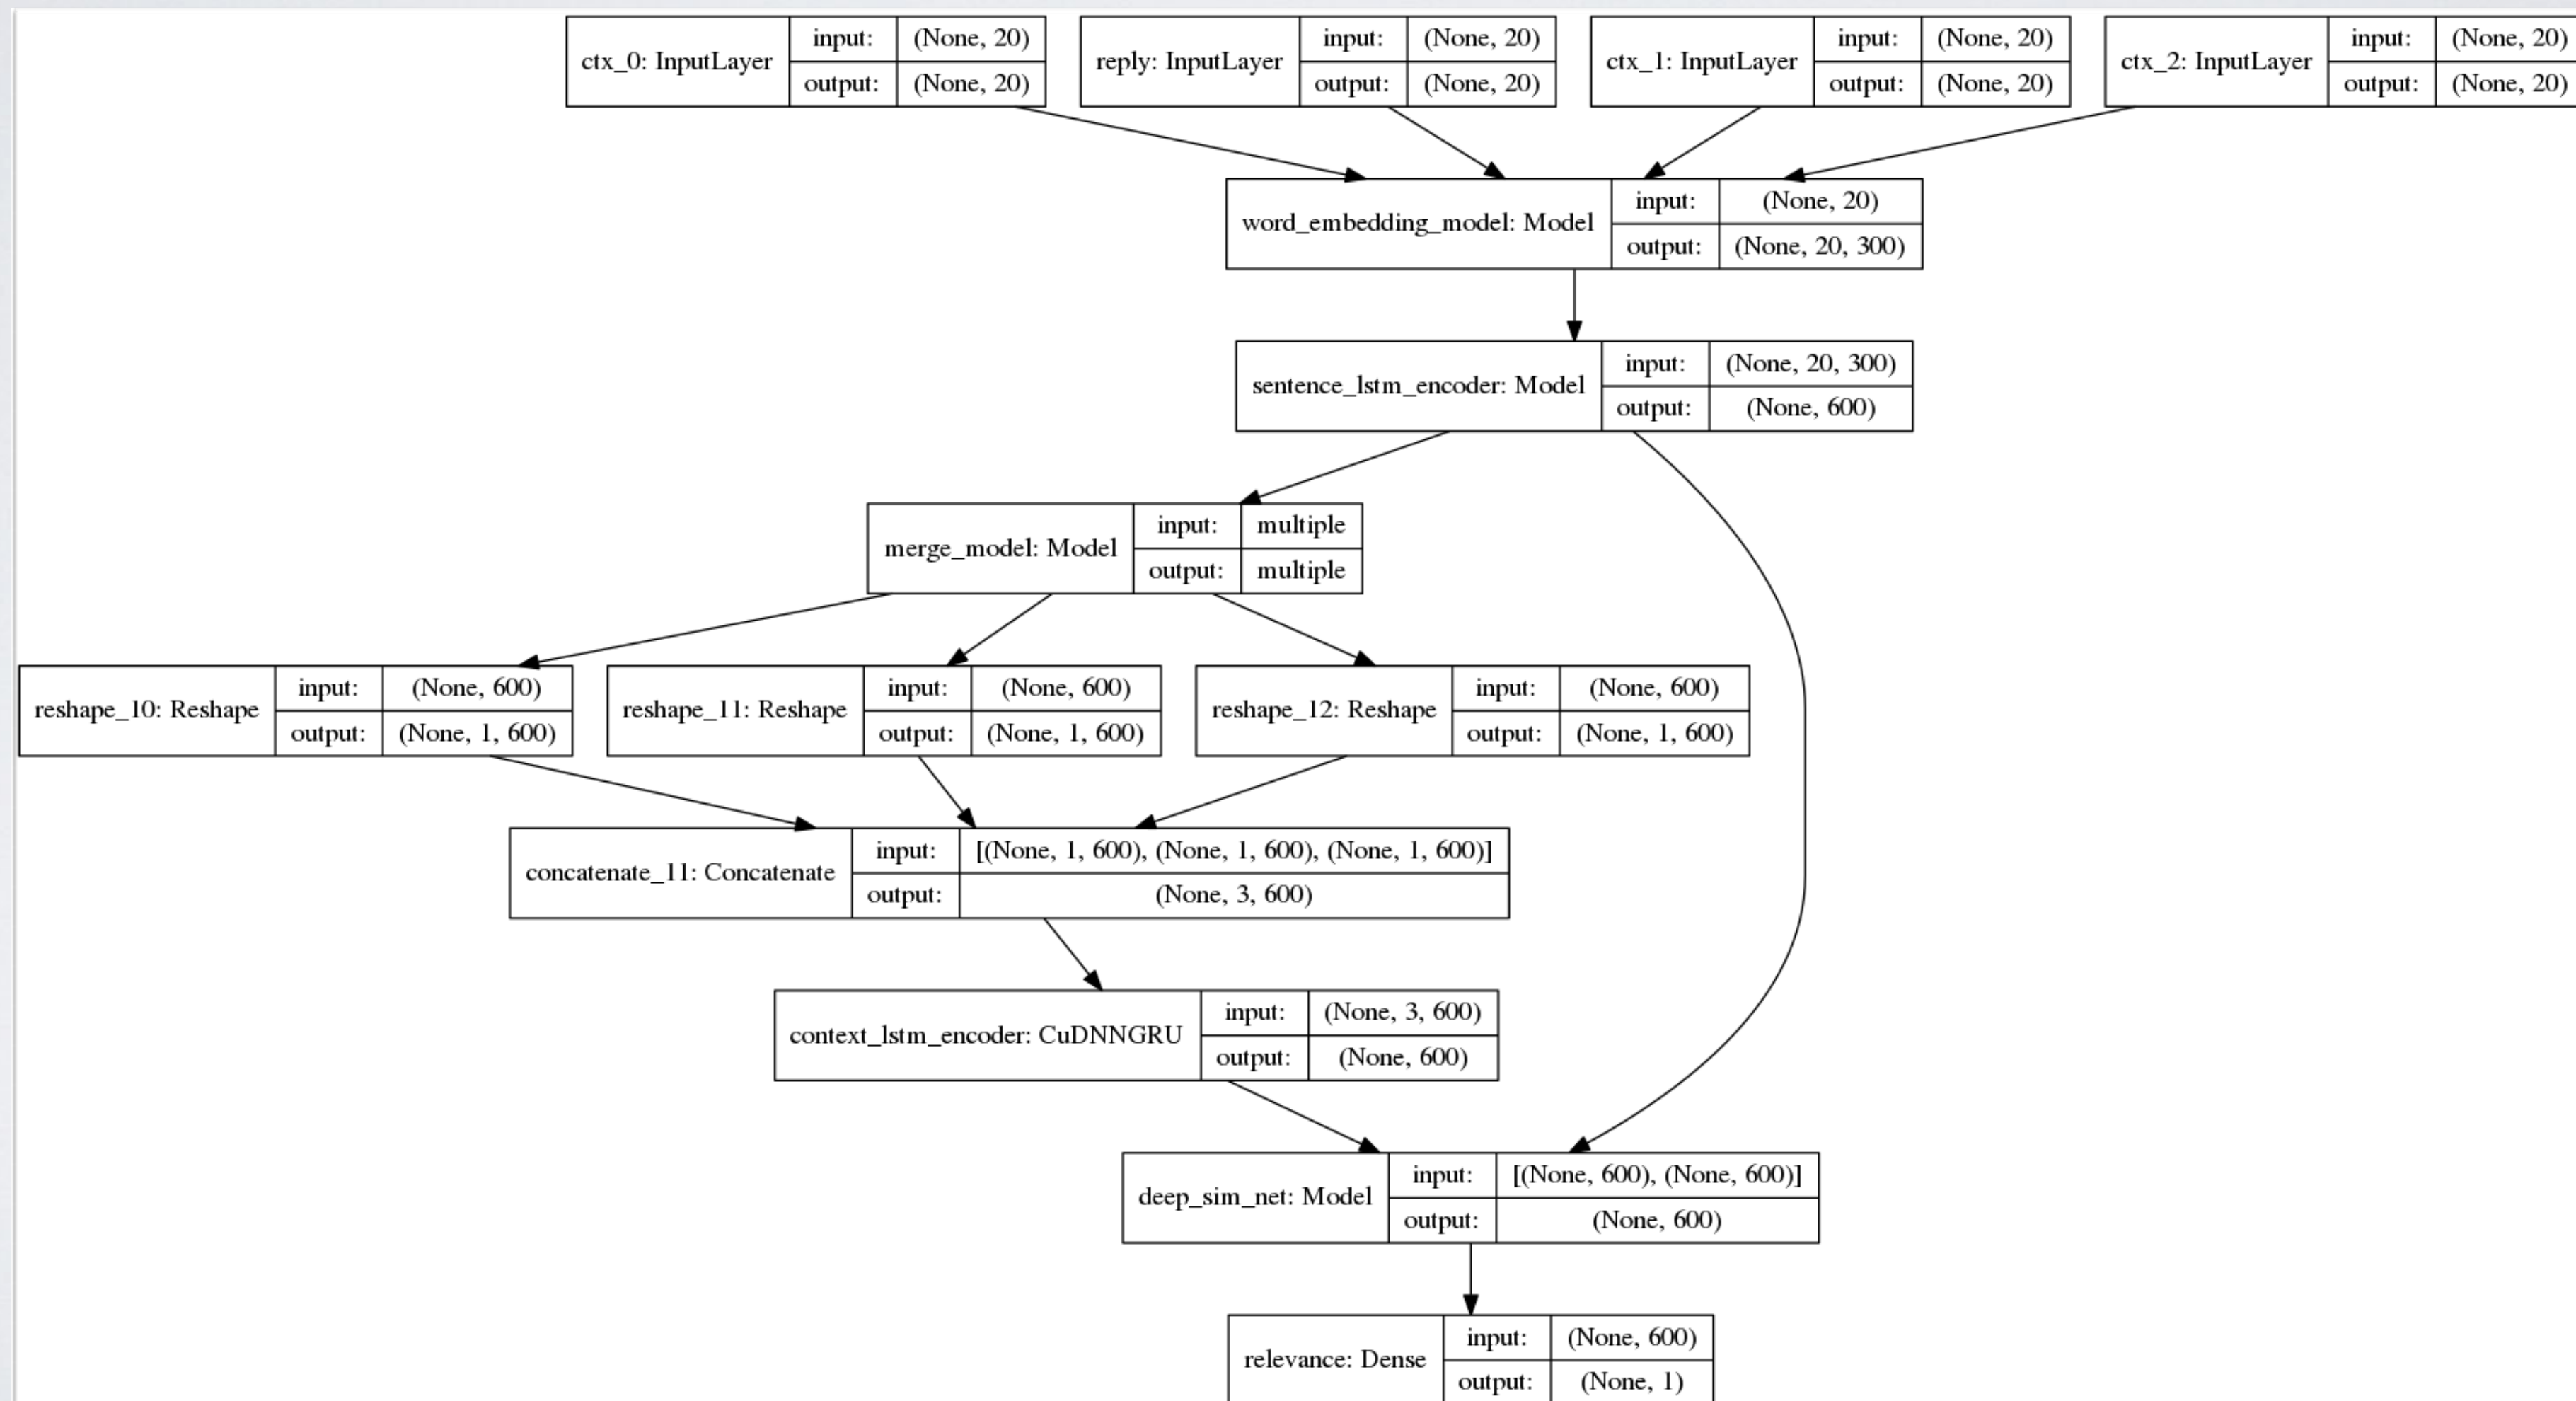 ctx_0: InputLayer input: (None, 20) output: (None, 20)
reply: InputLayer input: (None, 20) output: (None, 20)
ctx_1: InputLayer input: (None, 20) output: (None, 20)
ctx_2: InputLayer input: (None, 20) output: (None, 20)
word_embedding_model: Model input: (None, 20) output: (None, 20, 300)
sentence_lstm_encoder: Model input: (None, 20, 300) output: (None, 600)
merge_model: Model input: multiple output: multiple
reshape_10: Reshape input: (None, 600) output: (None, 1, 600)
reshape_11: Reshape input: (None, 600) output: (None, 1, 600)
reshape_12: Reshape input: (None, 600) output: (None, 1, 600)
concatenate_11: Concatenate input: [(None, 1, 600), (None, 1, 600), (None, 1, 600)] output: (None, 3, 600)
context_lstm_encoder: CuDNNGRU input: (None, 3, 600) output: (None, 600)
deep_sim_net: Model input: [(None, 600), (None, 600)] output: (None, 600)
relevance: Dense input: (None, 600) output: (None, 1)